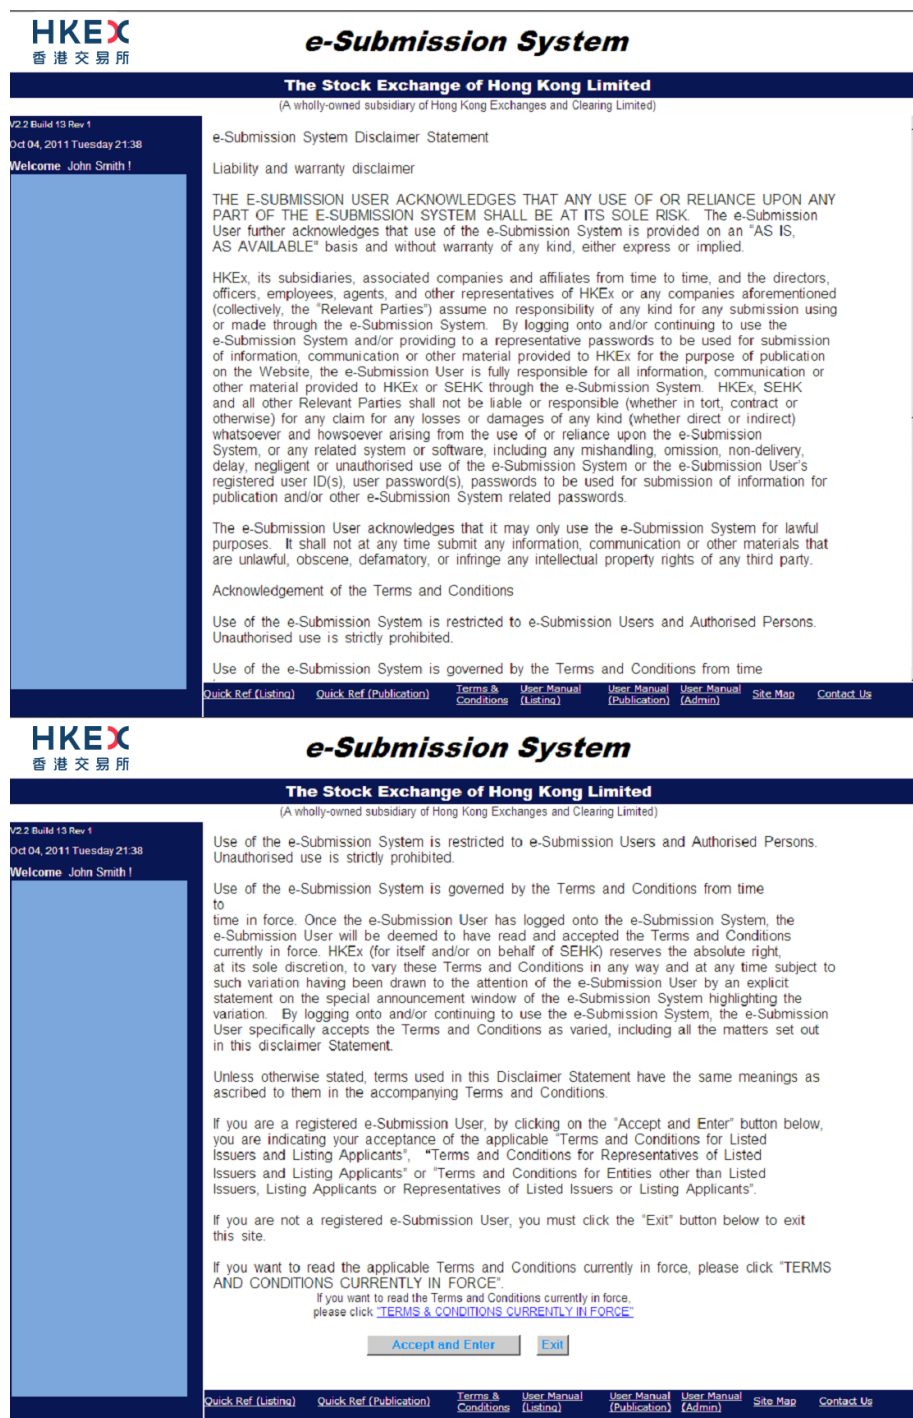 HKEX
香港交易所
e-Submission System
The Stock Exchange of Hong Kong Limited
(A wholly-owned subsidiary of Hong Kong Exchanges and Clearing Limited)
V2.2 Build 13 Rev 1
Oct 04, 2011 Tuesday 21:38
Welcome John Smith !
e-Submission System Disclaimer Statement
Liability and warranty disclaimer
THE E-SUBMISSION USER ACKNOWLEDGES THAT ANY USE OF OR RELIANCE UPON ANY
PART OF THE E-SUBMISSION SYSTEM SHALL BE AT ITS SOLE RISK. The e-Submission
User further acknowledges that use of the e-Submission System is provided on an "AS IS,
AS AVAILABLE" basis and without warranty of any kind, either express or implied.
HKEx, its subsidiaries, associated companies and affiliates from time to time, and the directors,
officers, employees, agents, and other representatives of HKEx or any companies aforementioned
(collectively, the "Relevant Parties") assume no responsibility of any kind for any submission using
or made through the e-Submission System. By logging onto and/or continuing to use the
e-Submission System and/or providing to a representative passwords to be used for submission
of information, communication or other material provided to HKEx for the purpose of publication
on the Website, the e-Submission User is fully responsible for all information, communication or
other material provided to HKEx or SEHK through the e-Submission System. HKEx, SEHK
and all other Relevant Parties shall not be liable or responsible (whether in tort, contract or
otherwise) for any claim for any losses or damages of any kind (whether direct or indirect)
whatsoever and howsoever arising from the use of or reliance upon the e-Submission
System, or any related system or software, including any mishandling, omission, non-delivery,
delay, negligent or unauthorised use of the e-Submission System or the e-Submission User's
registered user ID(s), user password(s), passwords to be used for submission of information for
publication and/or other e-Submission System related passwords.
The e-Submission User acknowledges that it may only use the e-Submission System for lawful
purposes. It shall not at any time submit any information, communication or other materials that
are unlawful, obscene, defamatory, or infringe any intellectual property rights of any third party.
Acknowledgement of the Terms and Conditions
Use of the e-Submission System is restricted to e-Submission Users and Authorised Persons.
Unauthorised use is strictly prohibited.
Use of the e-Submission System is governed by the Terms and Conditions from time
Quick Ref (Listing) Quick Ref (Publication) Terms & Conditions User Manual (Listing) User Manual (Publication) User Manual (Admin) Site Map Contact Us
HKEX
香港交易所
e-Submission System
The Stock Exchange of Hong Kong Limited
(A wholly-owned subsidiary of Hong Kong Exchanges and Clearing Limited)
V2.2 Build 13 Rev 1
Oct 04, 2011 Tuesday 21:38
Welcome John Smith !
Use of the e-Submission System is restricted to e-Submission Users and Authorised Persons.
Unauthorised use is strictly prohibited.
Use of the e-Submission System is governed by the Terms and Conditions from time
to
time in force. Once the e-Submission User has logged onto the e-Submission System, the
e-Submission User will be deemed to have read and accepted the Terms and Conditions
currently in force. HKEx (for itself and/or on behalf of SEHK) reserves the absolute right,
at its sole discretion, to vary these Terms and Conditions in any way and at any time subject to
such variation having been drawn to the attention of the e-Submission User by an explicit
statement on the special announcement window of the e-Submission System highlighting the
variation. By logging onto and/or continuing to use the e-Submission System, the e-Submission
User specifically accepts the Terms and Conditions as varied, including all the matters set out
in this disclaimer Statement.
Unless otherwise stated, terms used in this Disclaimer Statement have the same meanings as
ascribed to them in the accompanying Terms and Conditions.
If you are a registered e-Submission User, by clicking on the "Accept and Enter" button below,
you are indicating your acceptance of the applicable "Terms and Conditions for Listed
Issuers and Listing Applicants", "Terms and Conditions for Representatives of Listed
Issuers and Listing Applicants" or "Terms and Conditions for Entities other than Listed
Issuers, Listing Applicants or Representatives of Listed Issuers or Listing Applicants".
If you are not a registered e-Submission User, you must click the "Exit" button below to exit
this site.
If you want to read the applicable Terms and Conditions currently in force, please click "TERMS
AND CONDITIONS CURRENTLY IN FORCE".
If you want to read the Terms and Conditions currently in force,
please click "TERMS & CONDITIONS CURRENTLY IN FORCE"
Accept and Enter Exit
Quick Ref (Listing) Quick Ref (Publication) Terms & Conditions User Manual (Listing) User Manual (Publication) User Manual (Admin) Site Map Contact Us